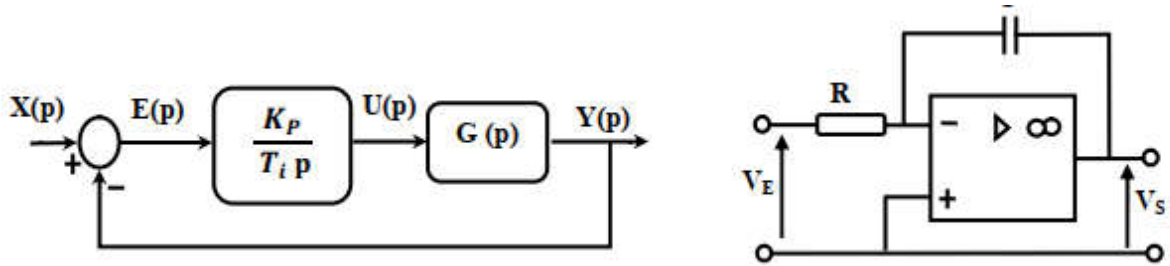 X(p)
+
−
E(p)
K_P
T_i p
U(p)
G (p)
Y(p)
R
V_E
−
+
▷ ∞
V_S